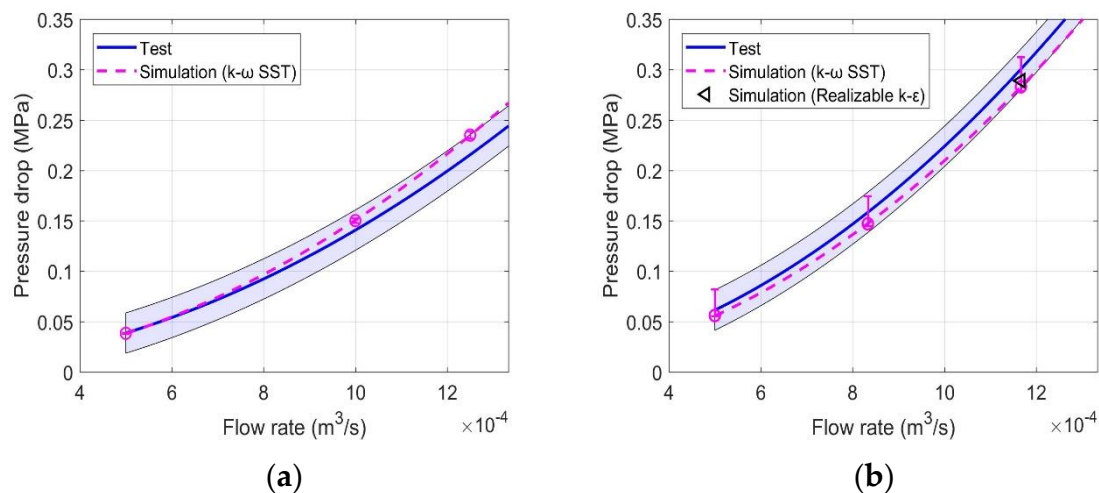 0.35
0.3
0.25
0.2
0.15
0.1
0.05
0
Pressure drop (MPa)
Test
Simulation (k-ω SST)
6 8 10 12
Flow rate (m³/s)
×10⁻⁴
(a)
0.35
0.3
0.25
0.2
0.15
0.1
0.05
0
Pressure drop (MPa)
Test
Simulation (k-ω SST)
Simulation (Realizable k-ε)
4 6 8 10 12
Flow rate (m³/s)
×10⁻⁴
(b)